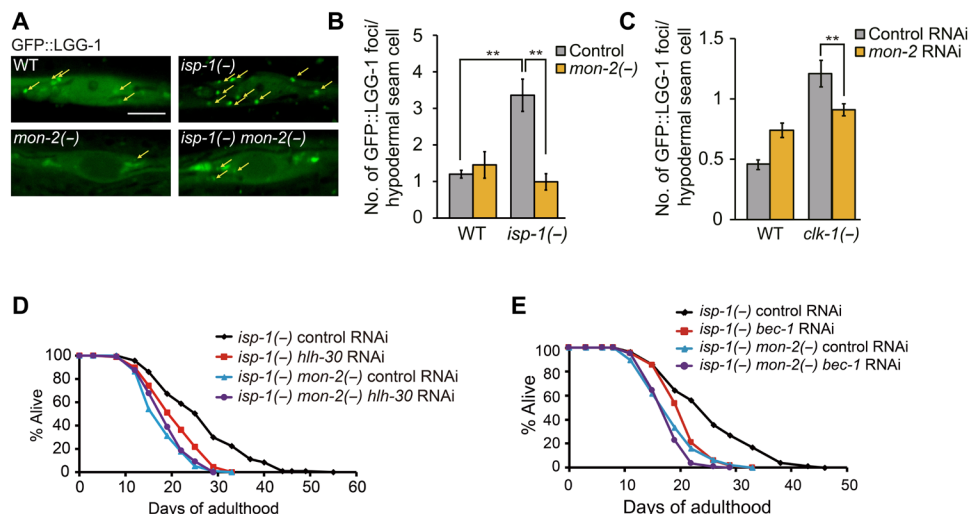 A
GFP::LGG-1
WT
isp-1(–)
mon-2(–)
isp-1(–) mon-2(–)
B
No. of GFP::LGG-1 foci/
hypodermal seam cell
5
4
3
2
1
0
**
**
Control
mon-2(–)
WT
isp-1(–)
C
No. of GFP::LGG-1 foci/
hypodermal seam cell
1.5
1
0.5
0
**
Control RNAi
mon-2 RNAi
WT
clk-1(–)
D
isp-1(–) control RNAi
isp-1(–) hlh-30 RNAi
isp-1(–) mon-2(–) control RNAi
isp-1(–) mon-2(–) hlh-30 RNAi
% Alive
100
80
60
40
20
0
0 10 20 30 40 50 60
Days of adulthood
E
isp-1(–) control RNAi
isp-1(–) bec-1 RNAi
isp-1(–) mon-2(–) control RNAi
isp-1(–) mon-2(–) bec-1 RNAi
% Alive
100
80
60
40
20
0
0 10 20 30 40 50
Days of adulthood